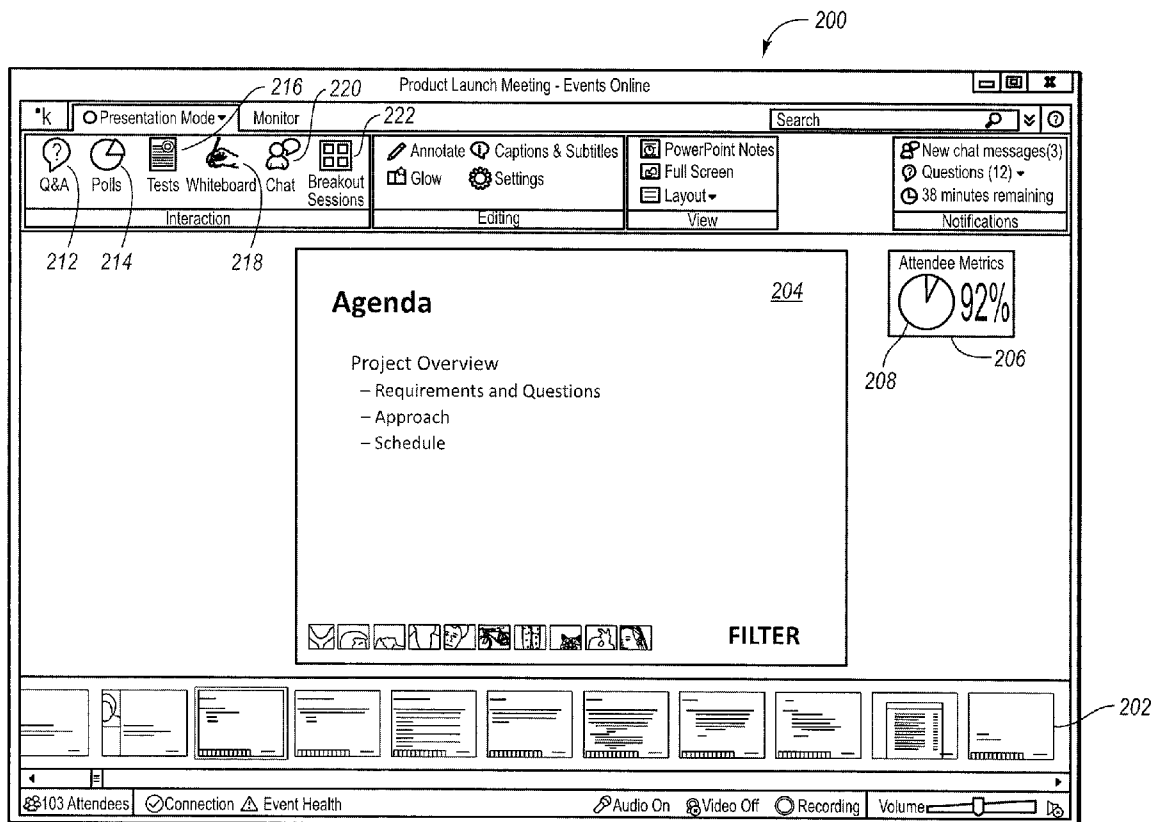 200
Product Launch Meeting - Events Online
216
220
222
k Presentation Mode Monitor Search
Q&A Polls Tests Whiteboard Chat Breakout Sessions
Interaction
Annotate Captions & Subtitles
Glow Settings
Editing
PowerPoint Notes
Full Screen
Layout
View
New chat messages(3)
Questions (12)
38 minutes remaining
Notifications
212 214 218
Agenda
204
Project Overview
– Requirements and Questions
– Approach
– Schedule
FILTER
Attendee Metrics
92%
206
208
202
103 Attendees Connection Event Health Audio On Video Off Recording Volume